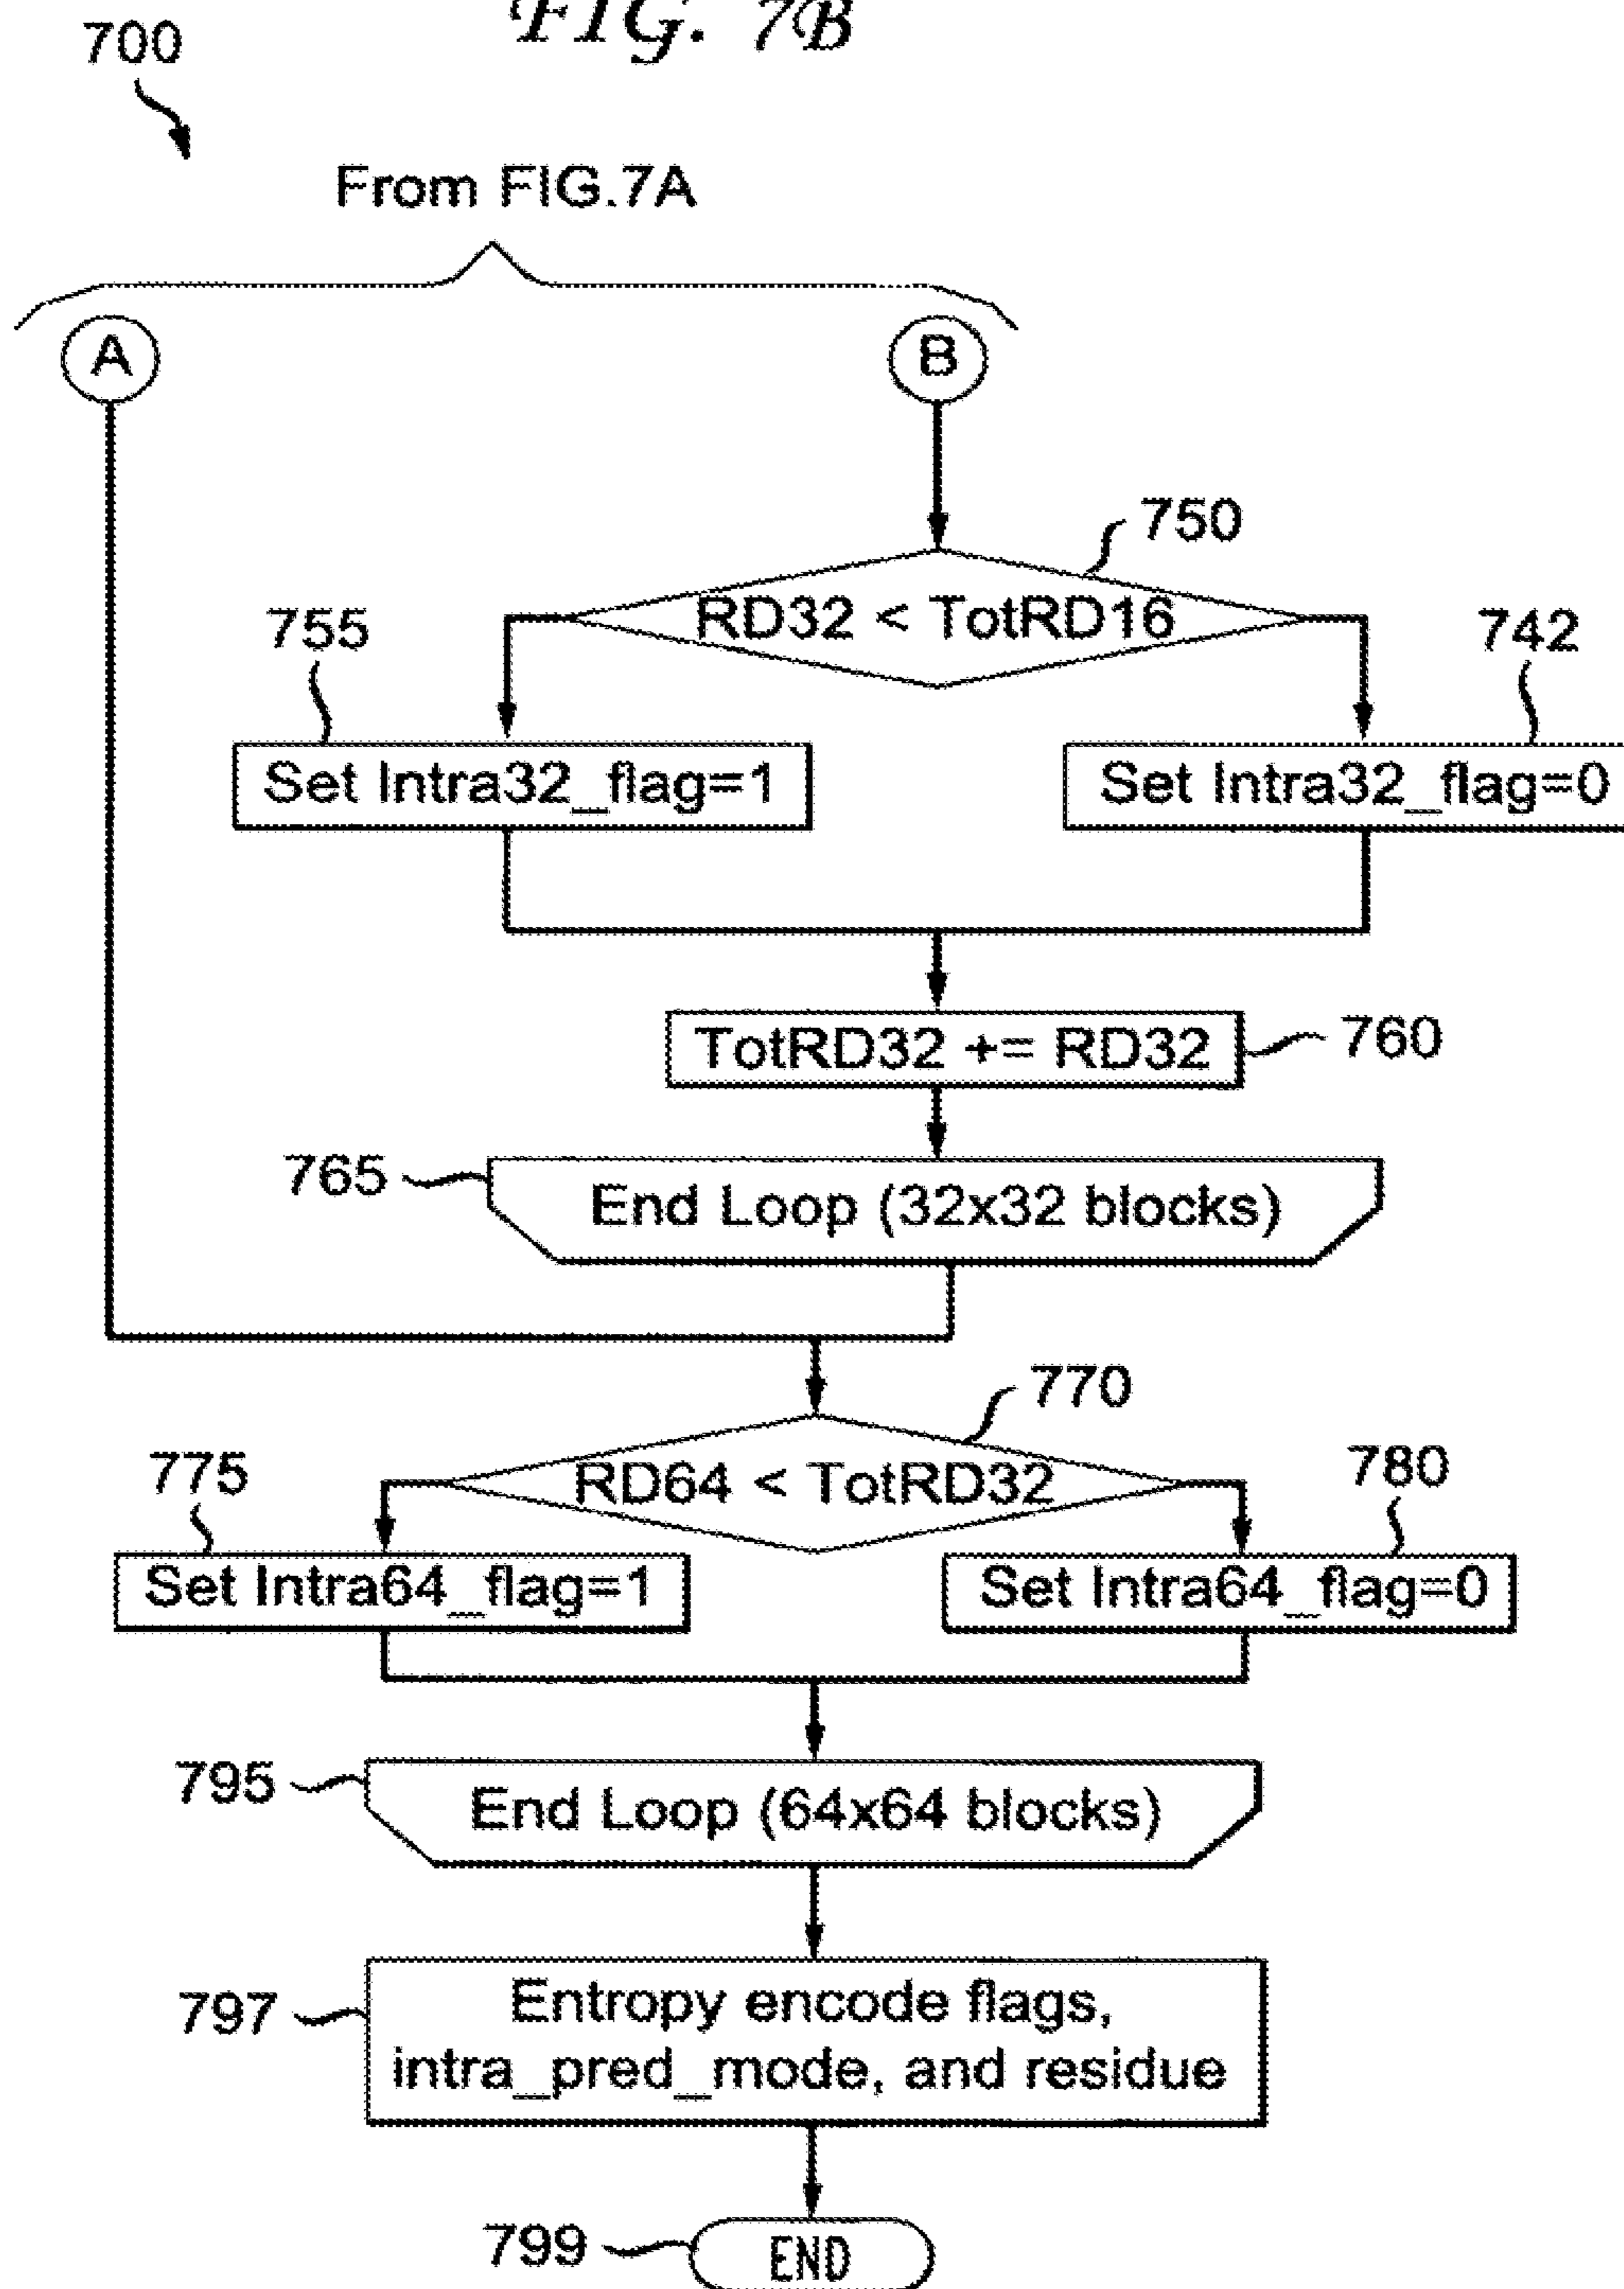 FIG. 7B
700
From FIG.7A
A
B
750
RD32 < TotRD16
755
742
Set Intra32_flag=1
Set Intra32_flag=0
TotRD32 += RD32
760
765
End Loop (32x32 blocks)
770
RD64 < TotRD32
775
780
Set Intra64_flag=1
Set Intra64_flag=0
795
End Loop (64x64 blocks)
797
Entropy encode flags,
intra_pred_mode, and residue
799
END